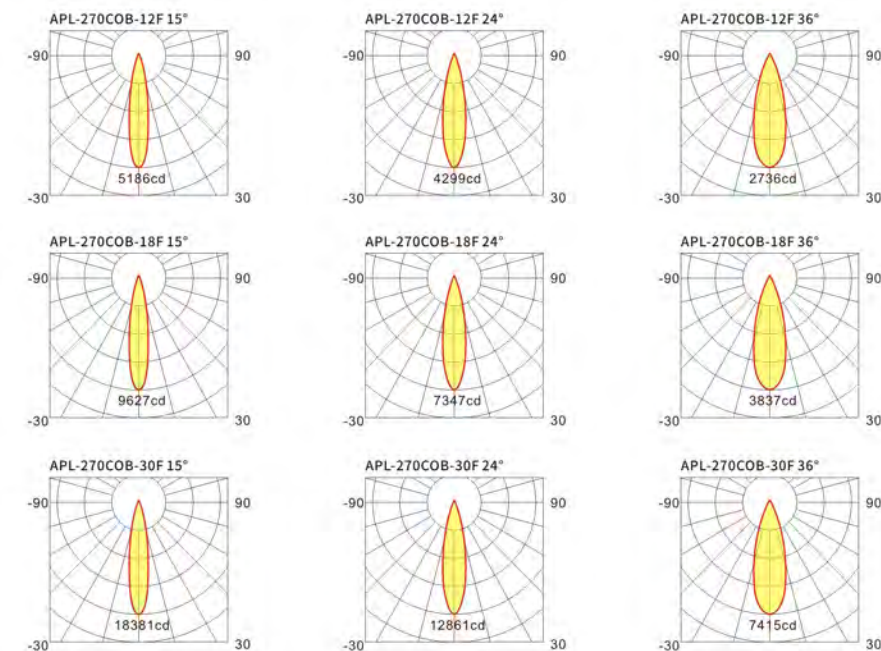 APL-270COB-12F 15°
APL-270COB-12F 24°
APL-270COB-12F 36°
-90
90
-90
90
-90
90
5186cd
4299cd
2736cd
-30
30
-30
30
-30
30
APL-270COB-18F 15°
APL-270COB-18F 24°
APL-270COB-18F 36°
-90
90
-90
90
-90
90
9627cd
7347cd
3837cd
-30
30
-30
30
-30
30
APL-270COB-30F 15°
APL-270COB-30F 24°
APL-270COB-30F 36°
-90
90
-90
90
-90
90
18381cd
12861cd
7415cd
-30
30
-30
30
-30
30